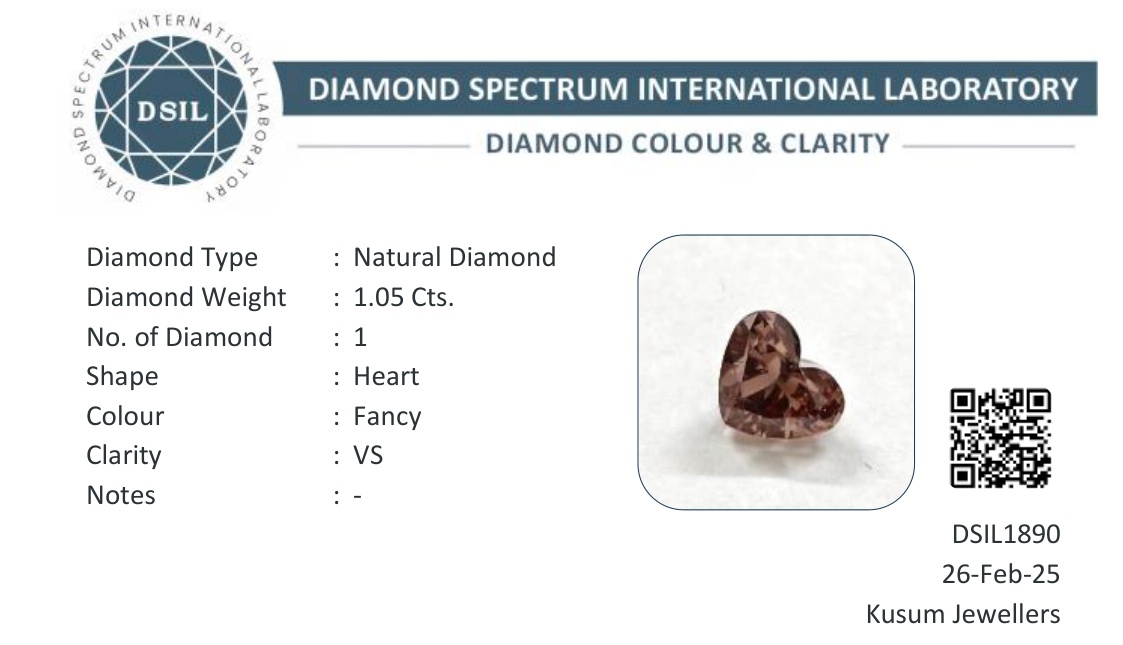 DIAMOND SPECTRUM INTERNATIONAL LABORATORY
DSIL
DIAMOND SPECTRUM INTERNATIONAL LABORATORY
DIAMOND COLOUR & CLARITY
Diamond Type : Natural Diamond
Diamond Weight : 1.05 Cts.
No. of Diamond : 1
Shape : Heart
Colour : Fancy
Clarity : VS
Notes : -
DSIL1890
26-Feb-25
Kusum Jewellers